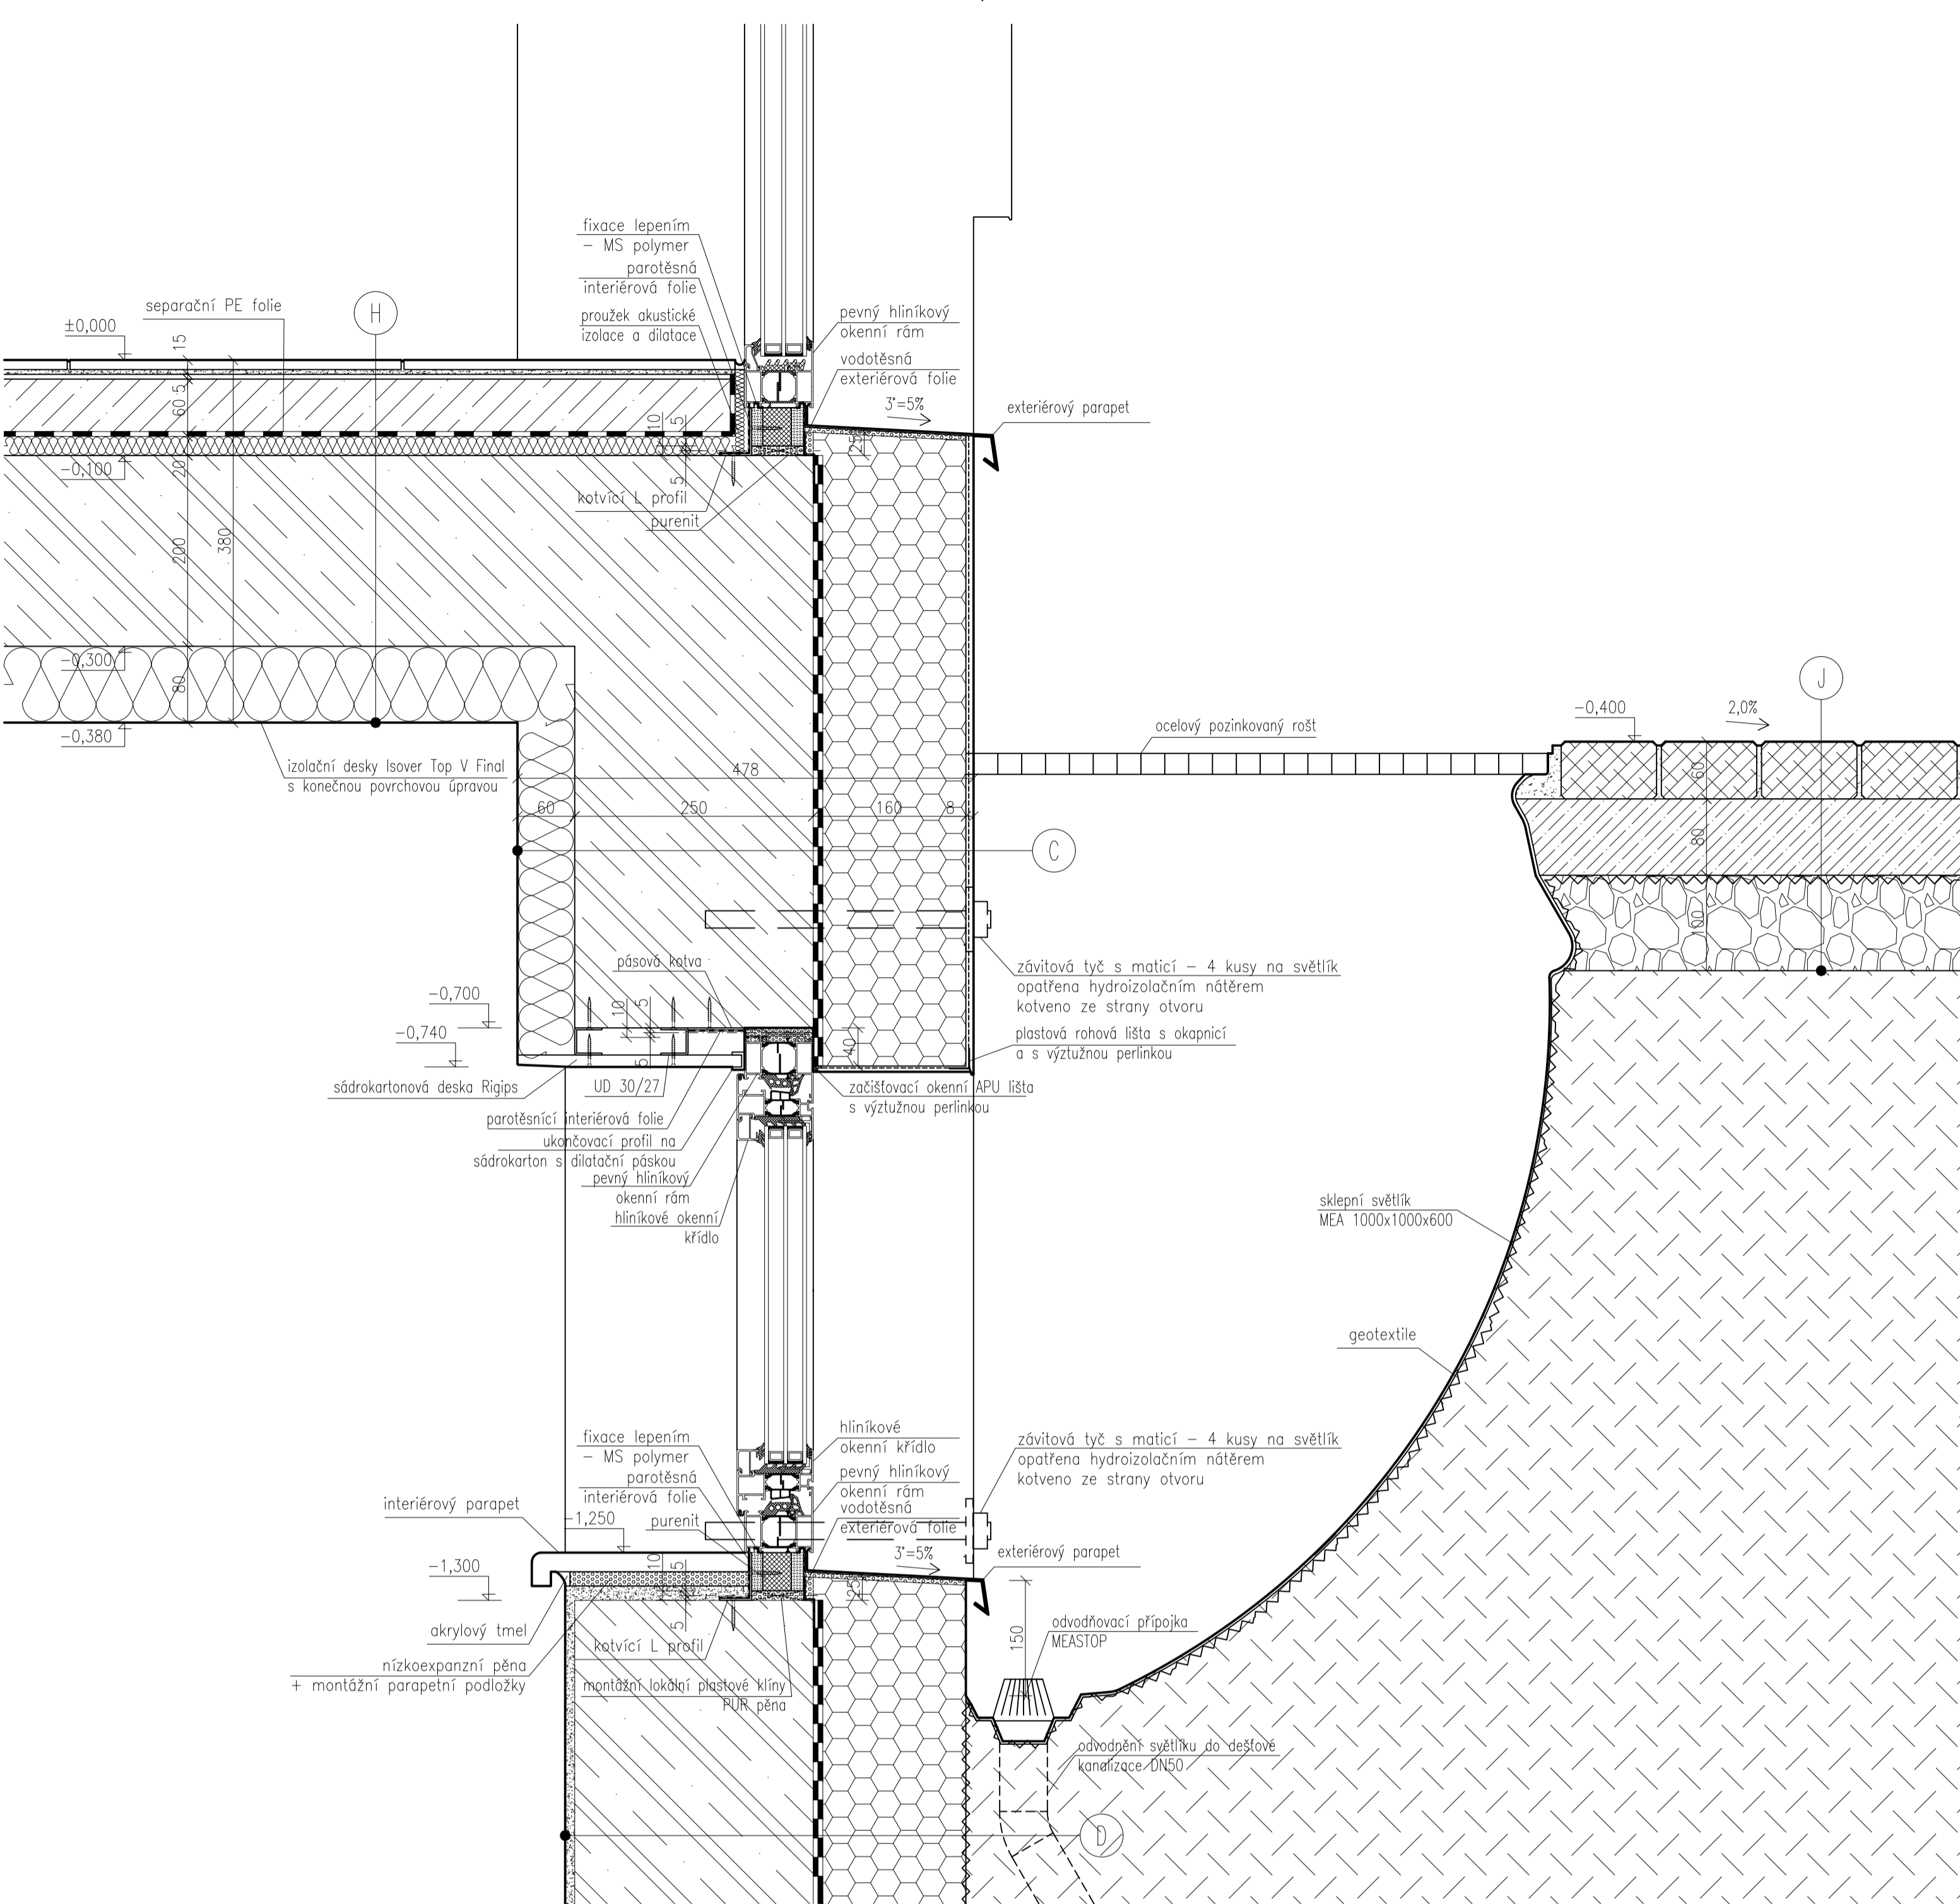 fixace lepením
– MS polymer
parotěsná
interiérová folie
proužek akustické
izolace a dilatace
separační PE folie
H
±0,000
15
pevný hliníkový
okenní rám
vodotěsná
exteriérová folie
3°=5%
exteriérový parapet
5
60
10
5
25
-0,100
20
5
kotvící L profil
purenit
200
380
-0,300
80
-0,380
izolační desky Isover Top V Final
s konečnou povrchovou úpravou
478
60
250
160
8
C
ocelový pozinkovaný rošt
-0,400
2,0%
J
60
80
100
pásová kotva
závitová tyč s maticí – 4 kusy na světlík
opatřena hydroizolačním nátěrem
kotveno ze strany otvoru
-0,700
10
5
-0,740
5
40
plastová rohová lišta s okapnicí
a s výztužnou perlinkou
sádrokartonová deska Rigips
UD 30/27
začišťovací okenní APU lišta
s výztužnou perlinkou
parotěsnící interiérová folie
ukončovací profil na
sádrokarton s dilatační páskou
pevný hliníkový
okenní rám
hliníkové okenní
křídlo
sklepní světlík
MEA 1000x1000x600
geotextile
fixace lepením
– MS polymer
parotěsná
interiérová folie
purenit
hliníkové
okenní křídlo
pevný hliníkový
okenní rám
vodotěsná
exteriérová folie
3°=5%
závitová tyč s maticí – 4 kusy na světlík
opatřena hydroizolačním nátěrem
kotveno ze strany otvoru
interiérový parapet
-1,250
exteriérový parapet
-1,300
10
5
25
5
150
odvodňovací přípojka
MEASTOP
akrylový tmel
kotvící L profil
nízkoexpanzní pěna
+ montážní parapetní podložky
montážní lokální plastové klíny
PUR pěna
odvodnění světlíku do dešťové
kanalizace DN50
D